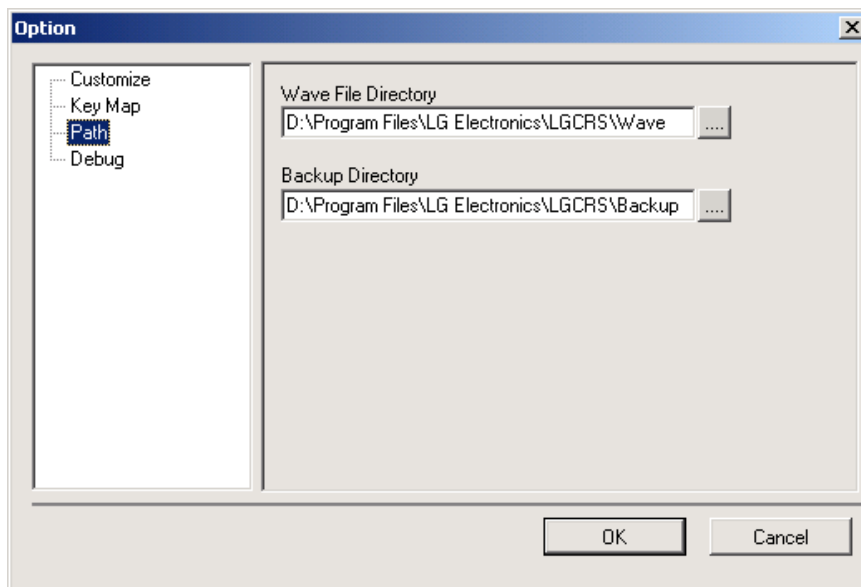 Option
Customize
Key Map
Path
Debug
Wave File Directory
D:\Program Files\LG Electronics\LGCRS\Wave
....
Backup Directory
D:\Program Files\LG Electronics\LGCRS\Backup
....
OK
Cancel